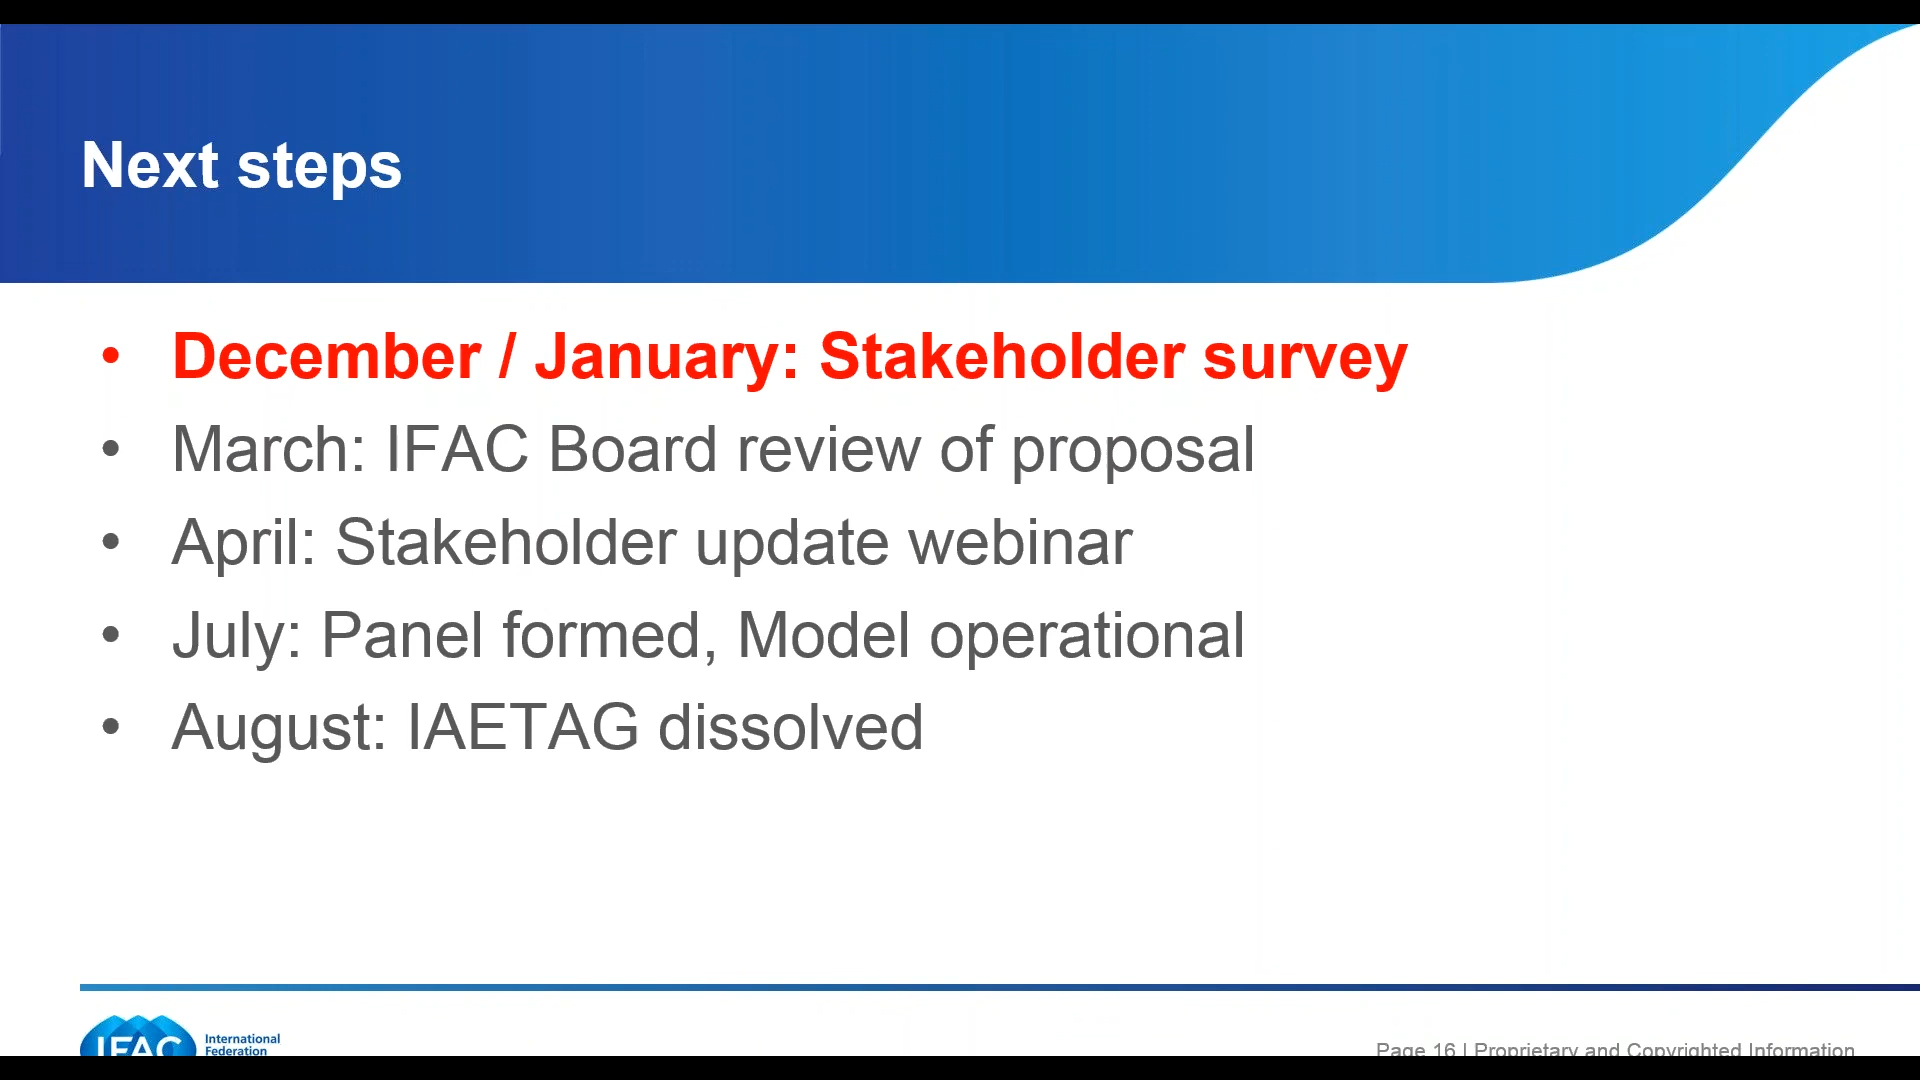 Next steps
• December / January: Stakeholder survey
• March: IFAC Board review of proposal
• April: Stakeholder update webinar
• July: Panel formed, Model operational
• August: IAETAG dissolved
IFAC
International
Federation
Page 16 | Proprietary and Copyrighted Information